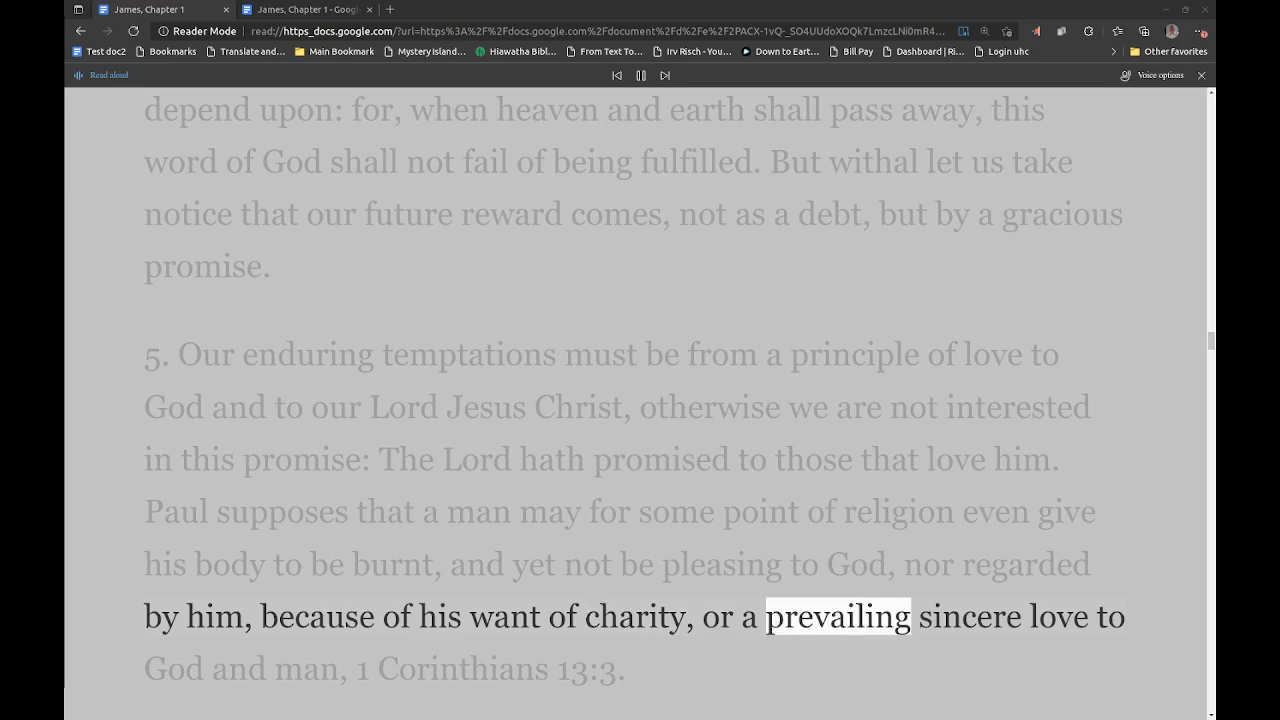 James, Chapter 1
James, Chapter 1 - Googl
Reader Mode
read://https_docs.google.com/?url=https%3A%2F%2Fdocs.google.com%2Fdocument%2Fd%2Fe%2F2PACX-1vQ-_SO4UUdoXOQk7LmzcLNi0mR4...
Test doc2
Bookmarks
Translate and...
Main Bookmark
Mystery Island...
Hiawatha Bibl...
From Text To...
Irv Risch - You...
Down to Eart...
Bill Pay
Dashboard | Ri...
Login uhc
Other favorites
Read aloud
Voice options
depend upon: for, when heaven and earth shall pass away, this
word of God shall not fail of being fulfilled. But withal let us take
notice that our future reward comes, not as a debt, but by a gracious
promise.
5. Our enduring temptations must be from a principle of love to
God and to our Lord Jesus Christ, otherwise we are not interested
in this promise: The Lord hath promised to those that love him.
Paul supposes that a man may for some point of religion even give
his body to be burnt, and yet not be pleasing to God, nor regarded
by him, because of his want of charity, or a prevailing sincere love to
God and man, 1 Corinthians 13:3.